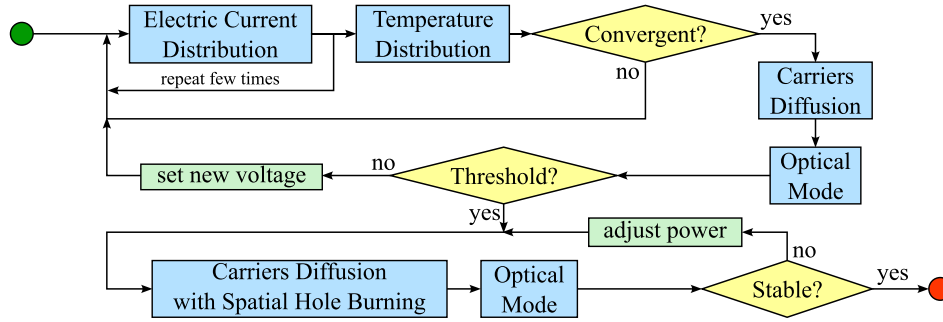 Electric Current
Distribution
Temperature
Distribution
Convergent?
yes
repeat few times
no
Carriers
Diffusion
Optical
Mode
Threshold?
no
set new voltage
yes
adjust power
Carriers Diffusion
with Spatial Hole Burning
Optical
Mode
Stable?
no
yes